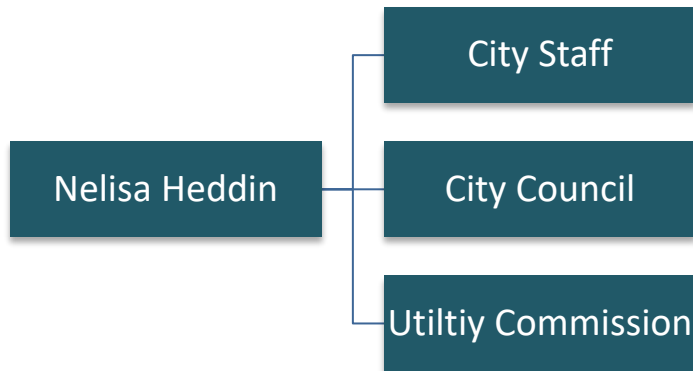 City Staff
Nelisa Heddin
City Council
Utiltiy Commission